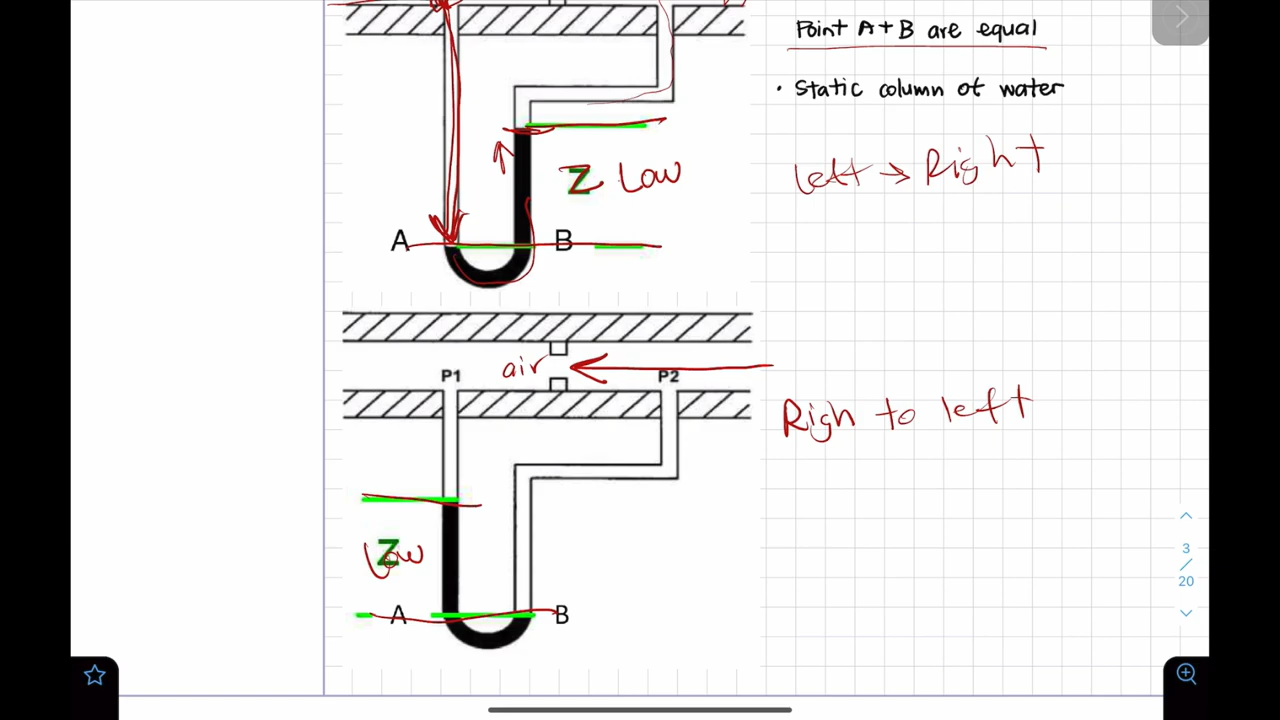 Point A+B are equal
• Static column of water
left → Right
Z Low
A B
air
P1 P2
Righ to left
Z
Low
A B
3
/
20